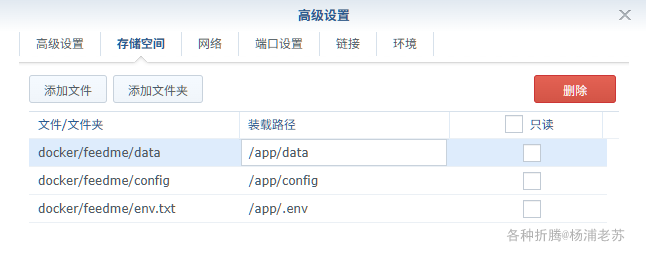 高级设置
高级设置 存储空间 网络 端口设置 链接 环境
添加文件 添加文件夹 删除
文件/文件夹 装载路径 只读
docker/feedme/data /app/data
docker/feedme/config /app/config
docker/feedme/env.txt /app/.env
各种折腾@杨浦老苏